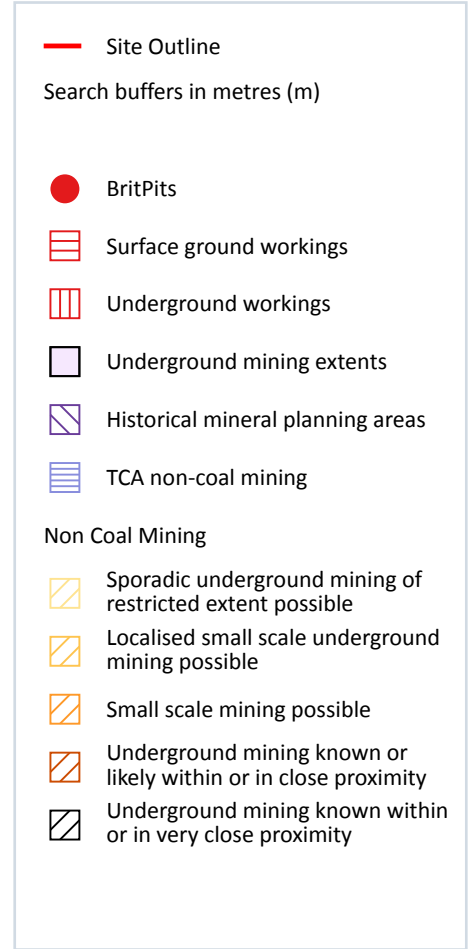 Site Outline
Search buffers in metres (m)
BritPits
Surface ground workings
Underground workings
Underground mining extents
Historical mineral planning areas
TCA non-coal mining
Non Coal Mining
Sporadic underground mining of
restricted extent possible
Localised small scale underground
mining possible
Small scale mining possible
Underground mining known or
likely within or in close proximity
Underground mining known within
or in very close proximity